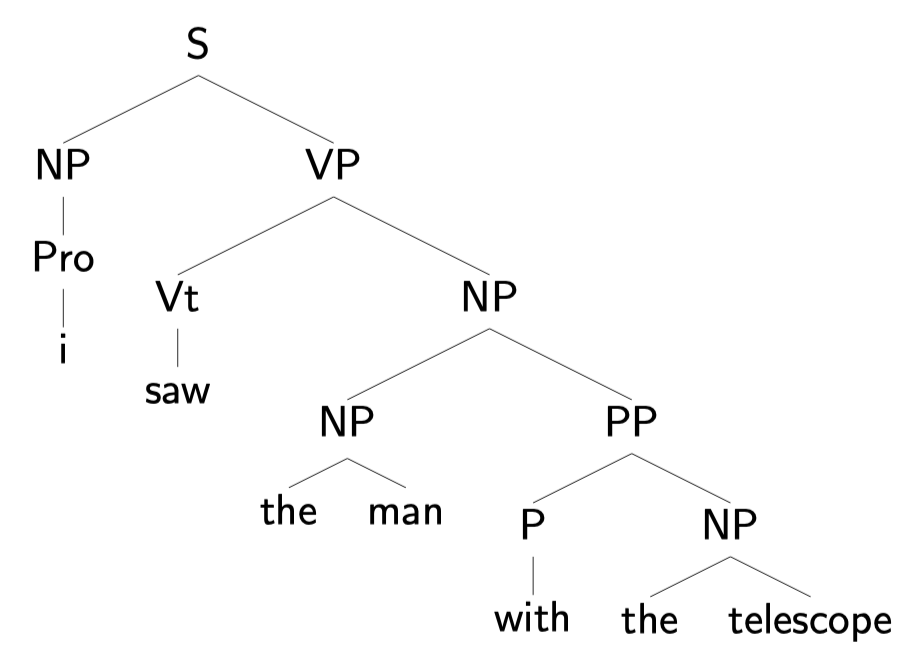 S
NP VP
Pro
Vt NP
i
saw
NP PP
the man
P NP
with the telescope